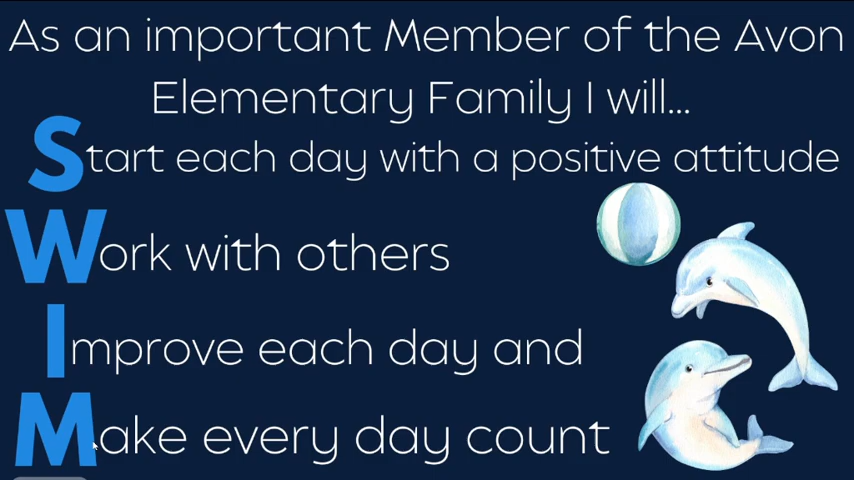 As an important Member of the Avon
Elementary Family I will...
Start each day with a positive attitude
Work with others
Improve each day and
Make every day count